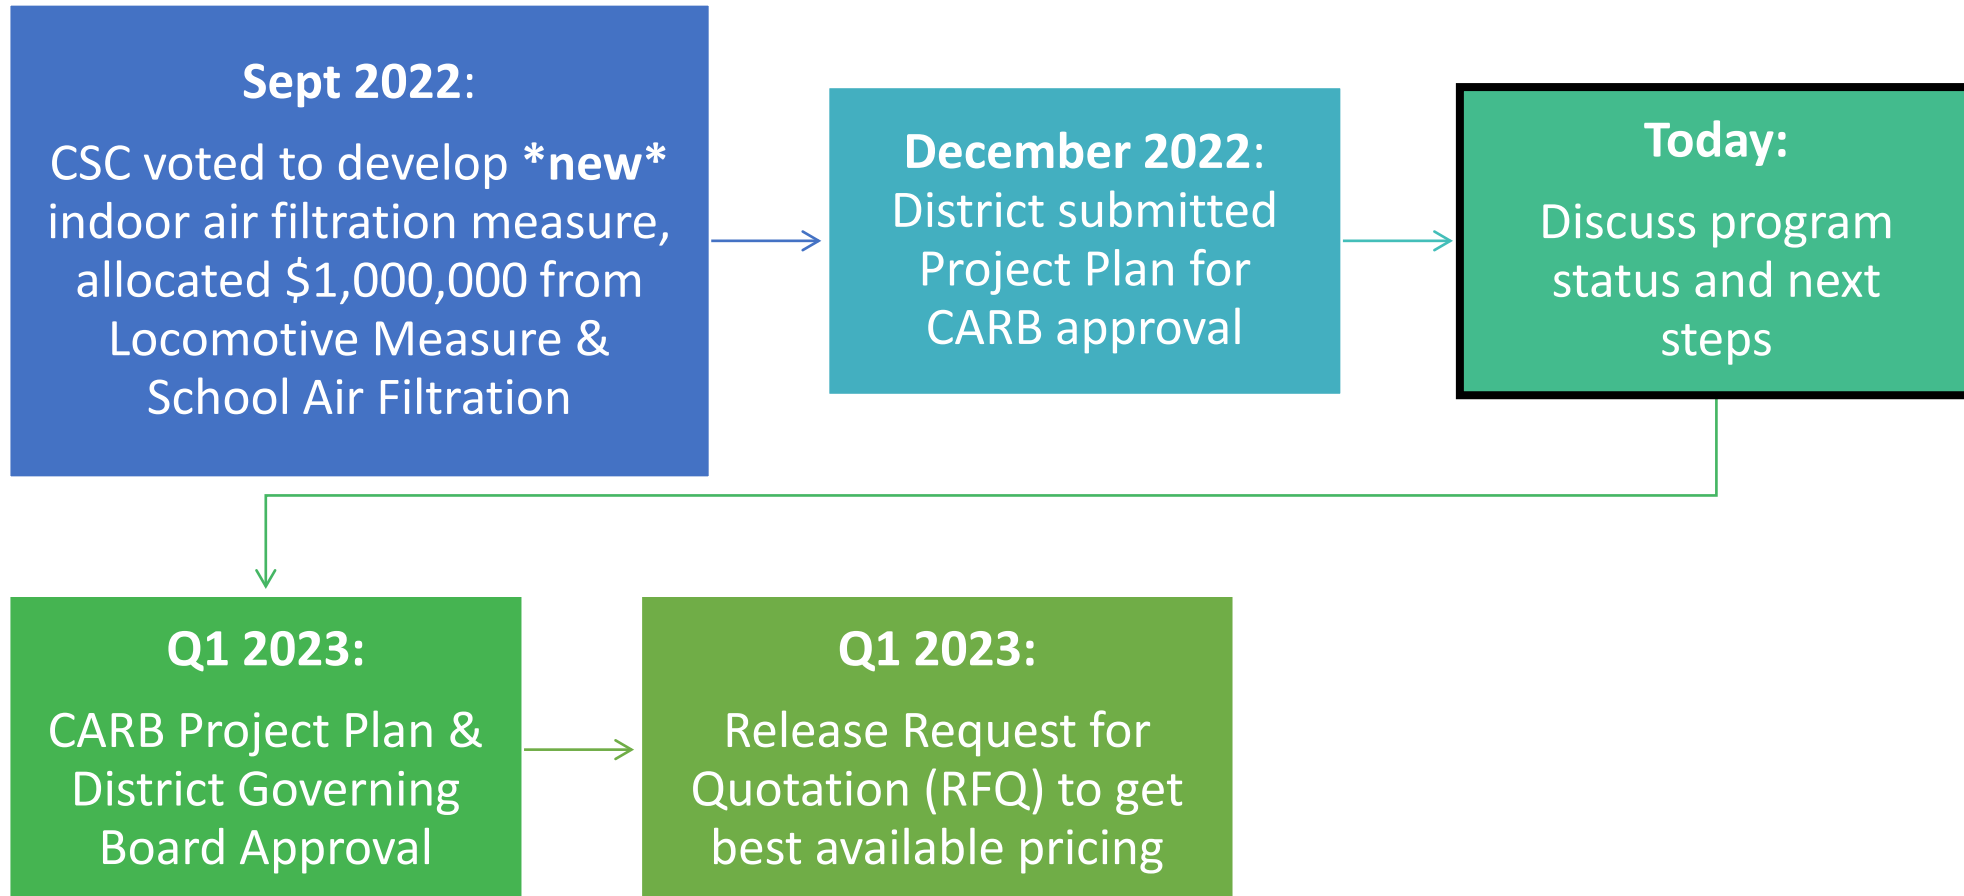 Sept 2022:
CSC voted to develop *new*
indoor air filtration measure,
allocated $1,000,000 from
Locomotive Measure &
School Air Filtration
December 2022:
District submitted
Project Plan for
CARB approval
Today:
Discuss program
status and next
steps
Q1 2023:
CARB Project Plan &
District Governing
Board Approval
Q1 2023:
Release Request for
Quotation (RFQ) to get
best available pricing